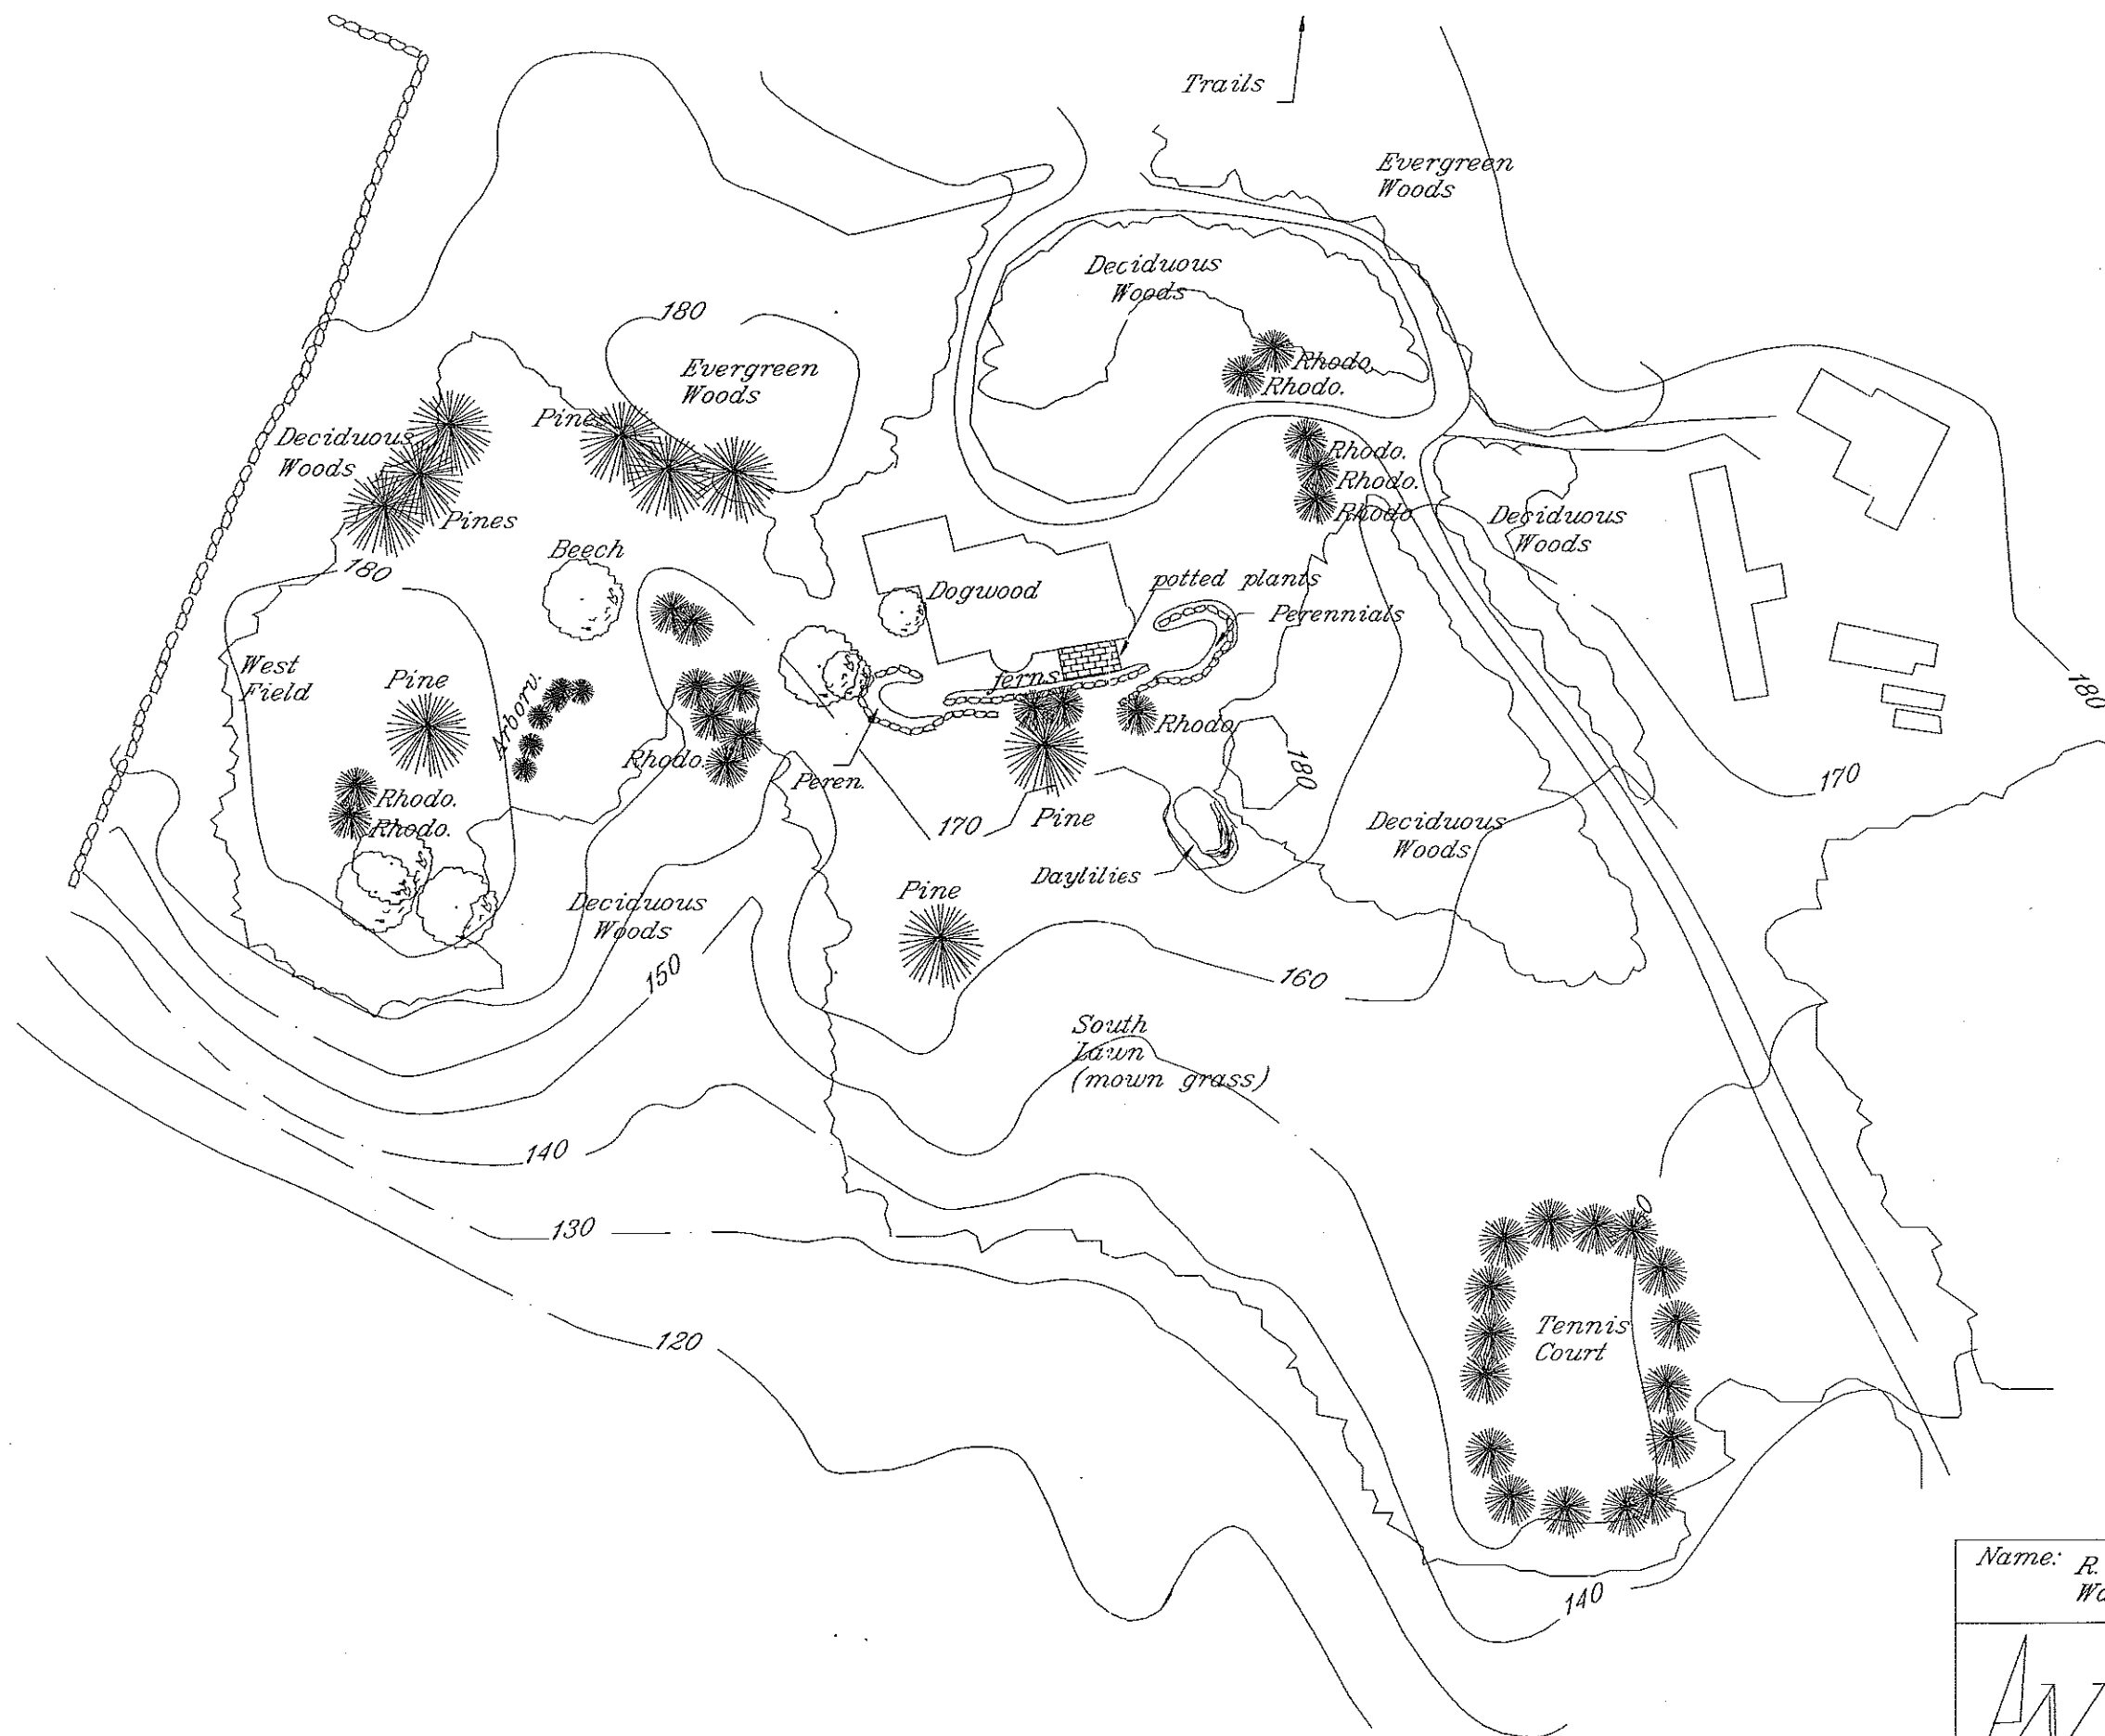 Trails
Evergreen
Woods
Deciduous
Woods
180
Evergreen
Woods
Rhodo.
Rhodo.
Pines
Deciduous
Woods
Rhodo.
Rhodo.
Rhodo
Pines
Deciduous
Woods
Beech
180
Dogwood
potted plants
Perennials
West
Field
Pine
Arborv.
ferns
180
Rhodo
Rhodo.
Peren.
180
170
Rhodo.
Rhodo.
170
Pine
Deciduous
Woods
Daylilies
Pine
Deciduous
Woods
150
160
South
Lawn
(mown grass)
140
130
Tennis
Court
120
140
Name: R.